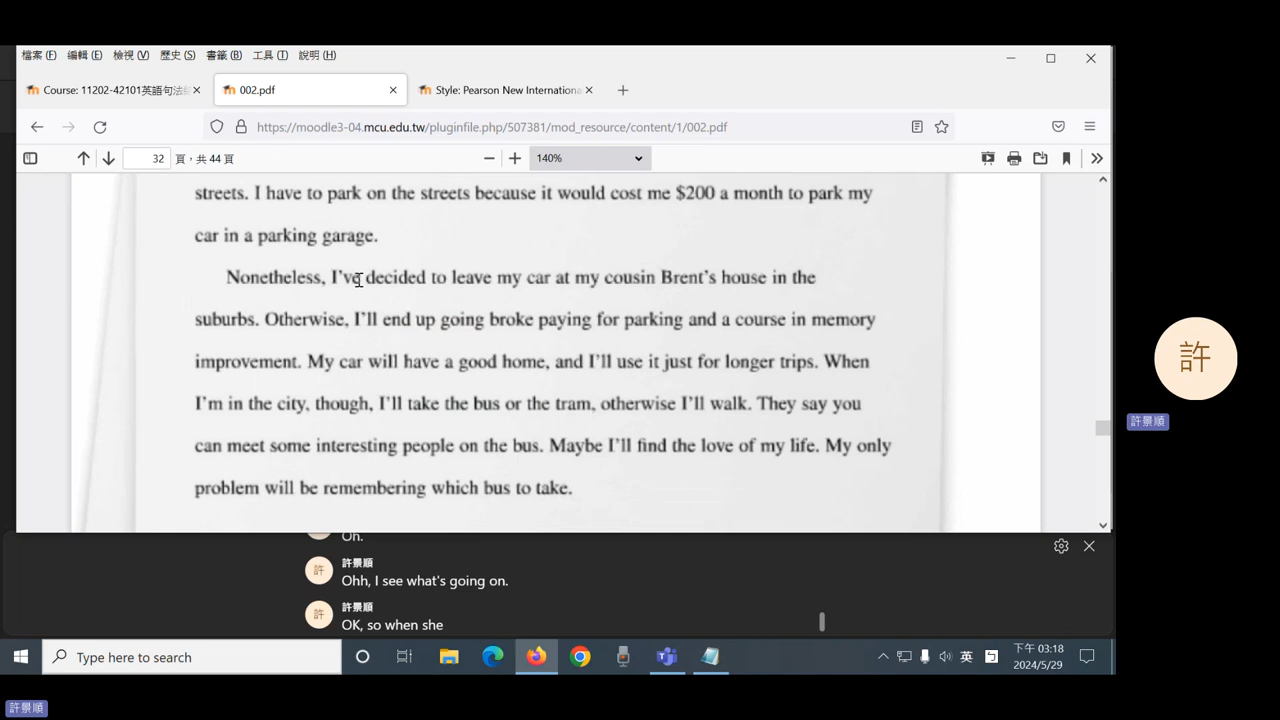 檔案 (F) 編輯 (E) 檢視 (V) 歷史 (S) 書籤 (B) 工具 (T) 說明 (H)
Course: 11202-42101英語句法
002.pdf
Style: Pearson New Internationa
https://moodle3-04.mcu.edu.tw/pluginfile.php/507381/mod_resource/content/1/002.pdf
32 頁，共 44 頁
140%
streets. I have to park on the streets because it would cost me $200 a month to park my
car in a parking garage.
Nonetheless, I've decided to leave my car at my cousin Brent's house in the
suburbs. Otherwise, I'll end up going broke paying for parking and a course in memory
improvement. My car will have a good home, and I'll use it just for longer trips. When
I'm in the city, though, I'll take the bus or the tram, otherwise I'll walk. They say you
can meet some interesting people on the bus. Maybe I'll find the love of my life. My only
problem will be remembering which bus to take.
許
許景順
Oh.
許景順
許
Ohh, I see what's going on.
許景順
許
OK, so when she
Type here to search
英
下午 03:18
2024/5/29
許景順